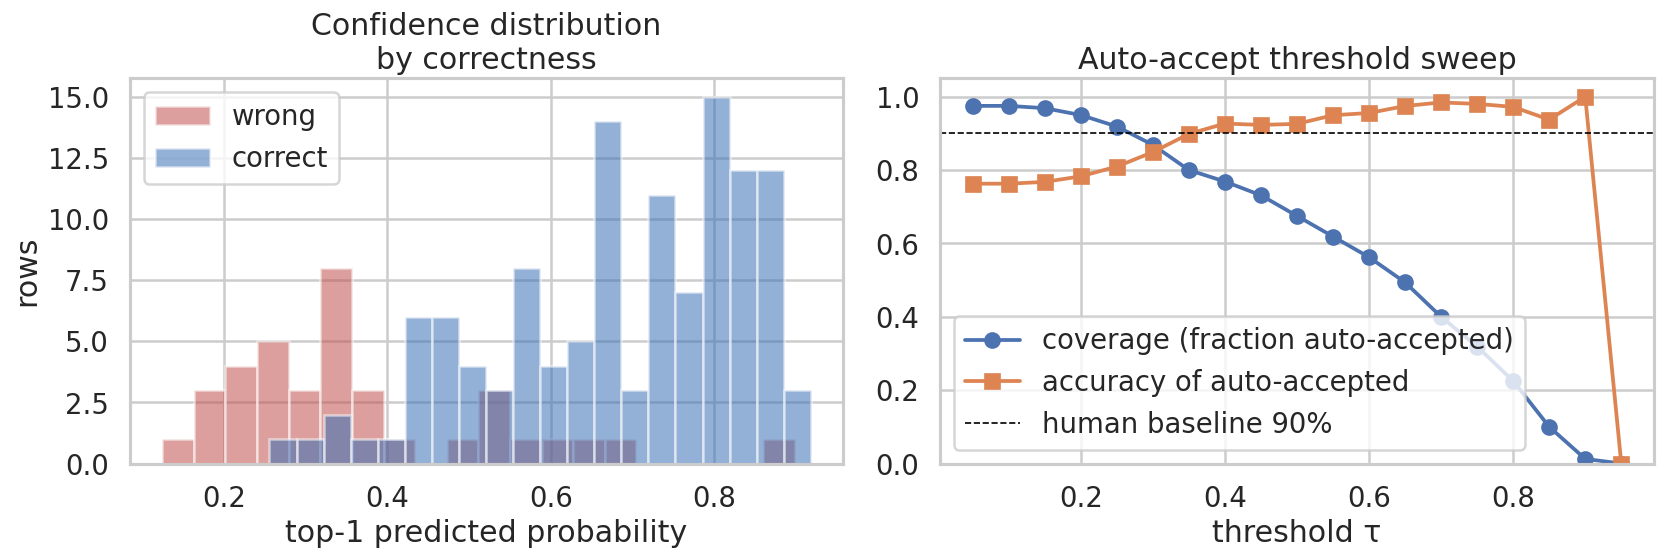 Confidence distribution
by correctness
15.0
12.5
10.0
7.5
5.0
2.5
0.0
rows
wrong
correct
0.2
0.4
0.6
0.8
top-1 predicted probability
Auto-accept threshold sweep
1.0
0.8
0.6
0.4
0.2
0.0
coverage (fraction auto-accepted)
accuracy of auto-accepted
human baseline 90%
0.2
0.4
0.6
0.8
threshold τ